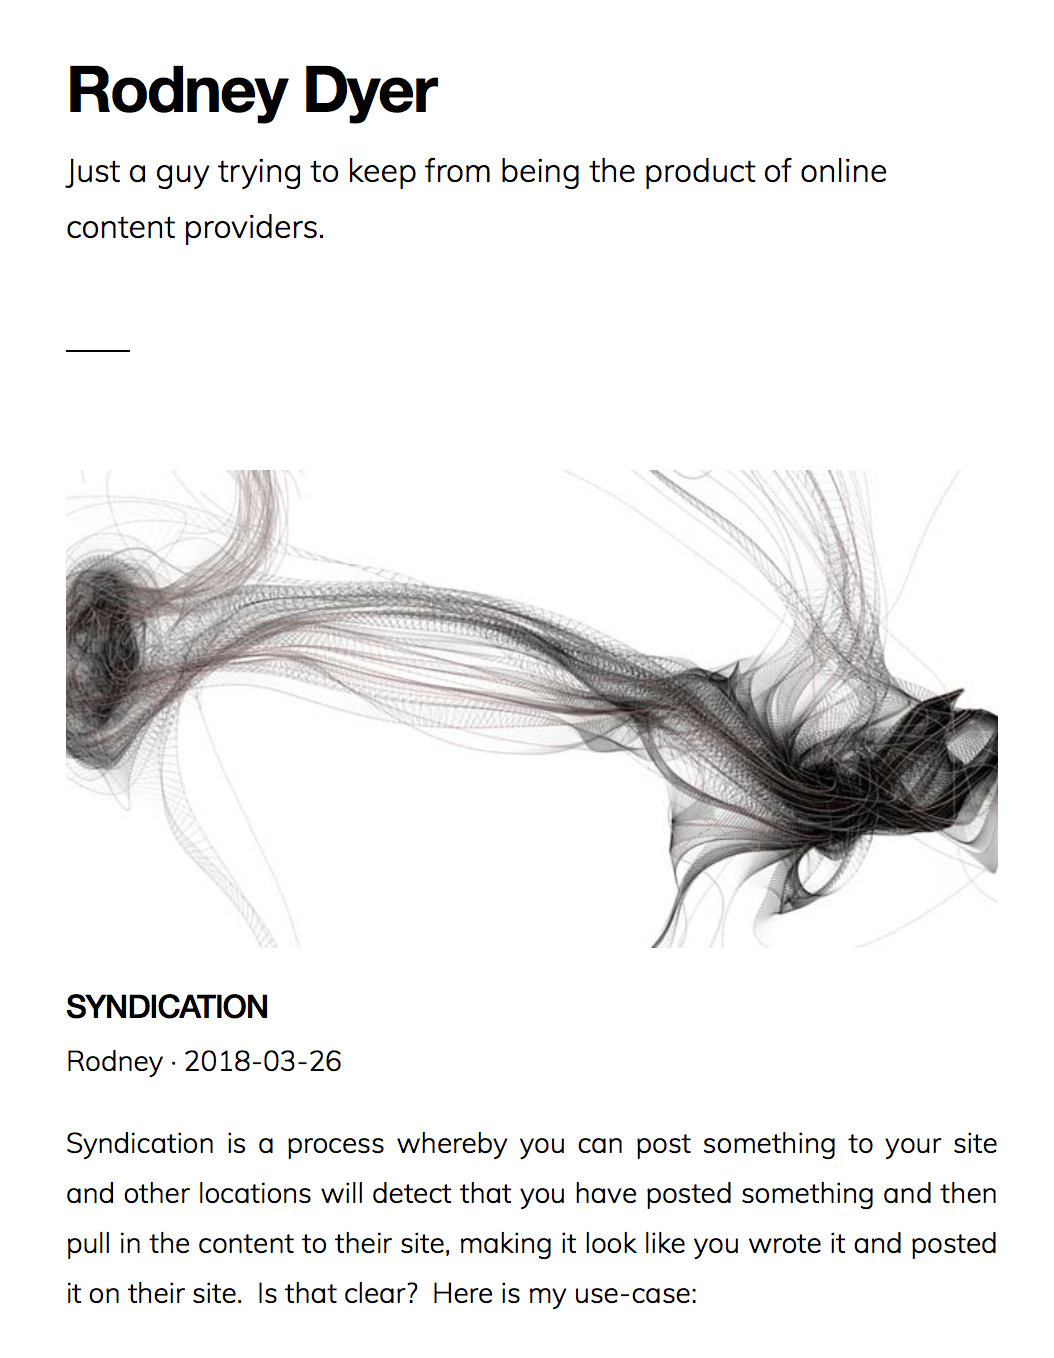 Rodney Dyer
Just a guy trying to keep from being the product of online
content providers.
SYNDICATION
Rodney · 2018-03-26
Syndication is a process whereby you can post something to your site
and other locations will detect that you have posted something and then
pull in the content to their site, making it look like you wrote it and posted
it on their site.  Is that clear?  Here is my use-case: